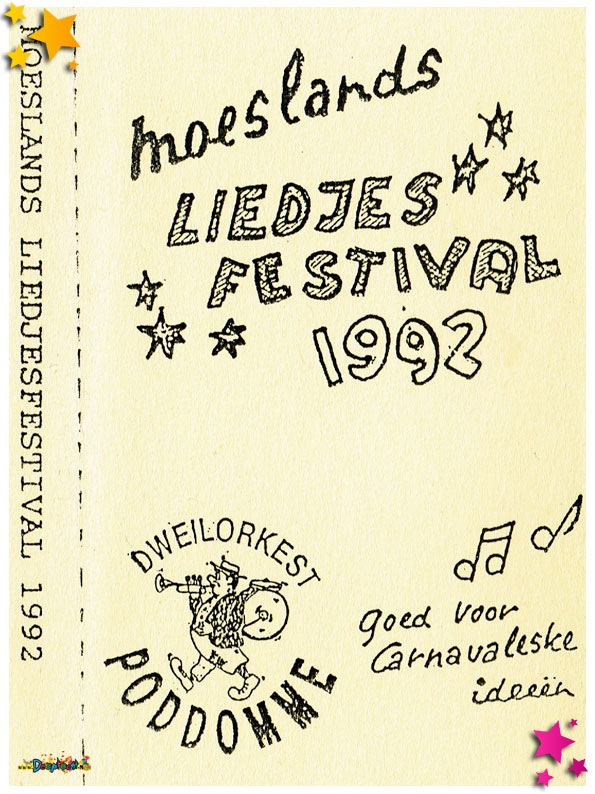 MOESLANDS LIEDJESFESTIVAL 1992
moeslands
LIEDJES
FESTIVAL
1992
DWEILORKEST
PODDOMME
goed voor
Carnavaleske
ideeën